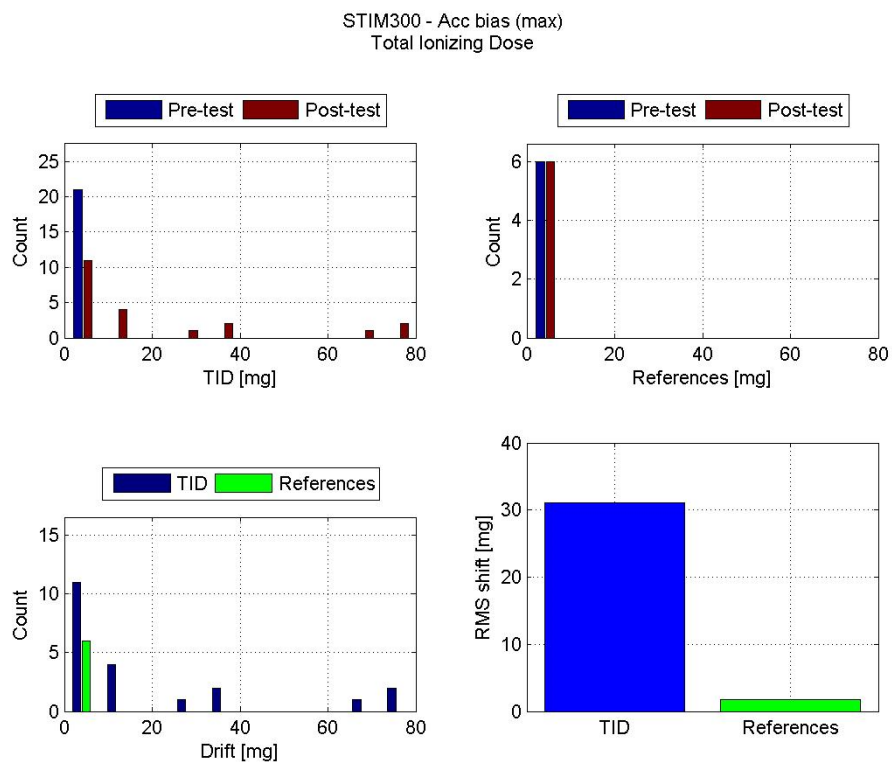 STIM300 - Acc bias (max)
Total Ionizing Dose
Pre-test Post-test
25
20
15
10
5
0
Count
0 20 40 60 80
TID [mg]
Pre-test Post-test
6
4
2
0
Count
0 20 40 60 80
References [mg]
TID References
15
10
5
0
Count
0 20 40 60 80
Drift [mg]
40
30
20
10
0
RMS shift [mg]
TID References